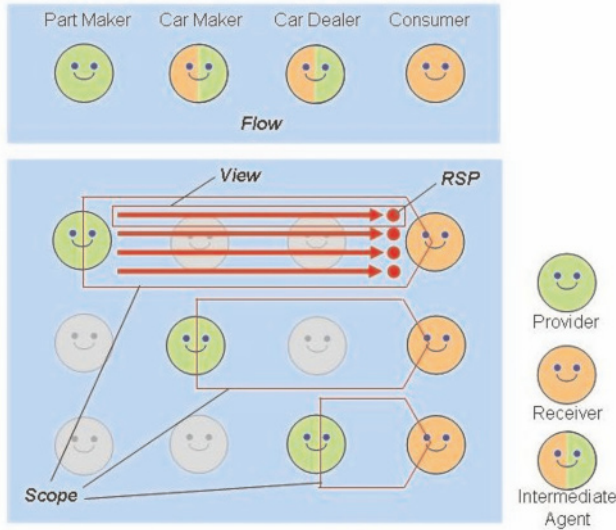 Part Maker Car Maker Car Dealer Consumer
Flow
View RSP
Provider
Receiver
Scope
Intermediate
Agent